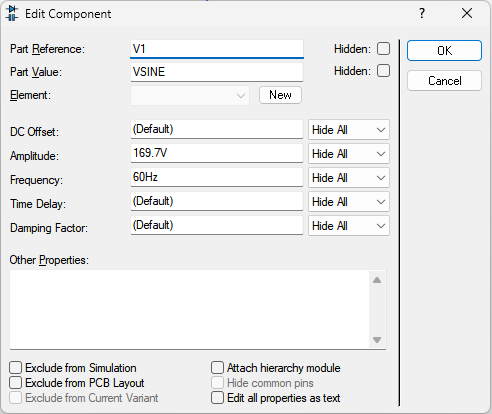 Edit Component ? ×
Part Reference: V1 Hidden: OK
Part Value: VSINE Hidden: Cancel
Element: New
DC Offset: (Default) Hide All
Amplitude: 169.7V Hide All
Frequency: 60Hz Hide All
Time Delay: (Default) Hide All
Damping Factor: (Default) Hide All
Other Properties:
Exclude from Simulation Attach hierarchy module
Exclude from PCB Layout Hide common pins
Exclude from Current Variant Edit all properties as text